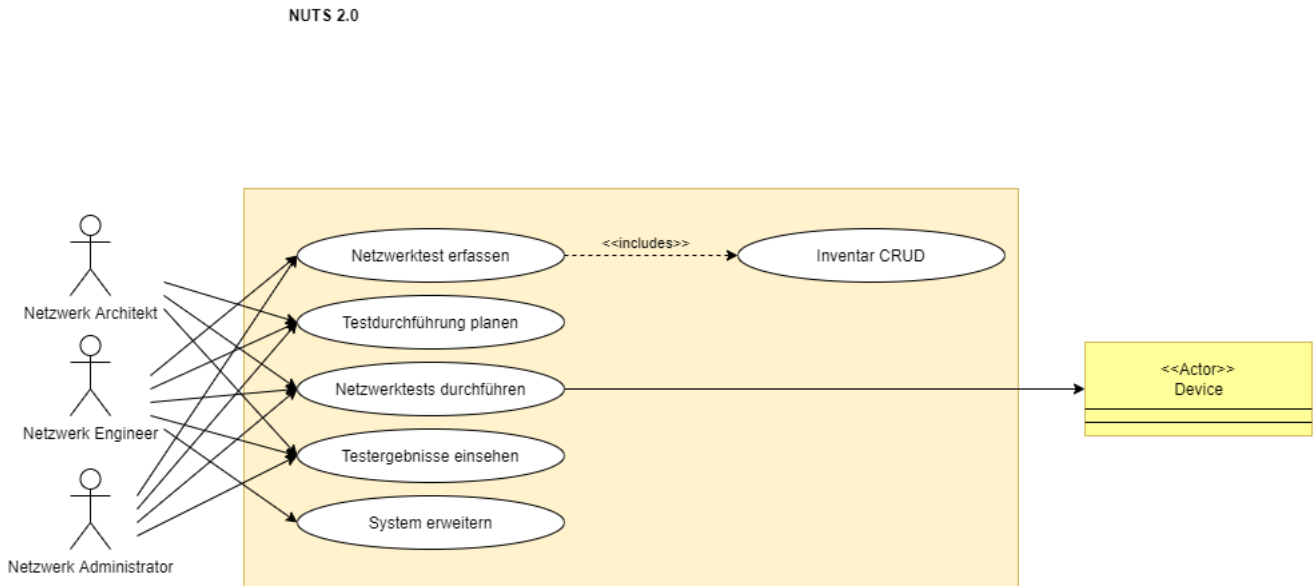 NUTS 2.0
Netzwerktest erfassen
<<includes>>
Inventar CRUD
Netzwerk Architekt
Testdurchführung planen
Netzwerktests durchführen
<<Actor>>
Device
Netzwerk Engineer
Testergebnisse einsehen
System erweitern
Netzwerk Administrator